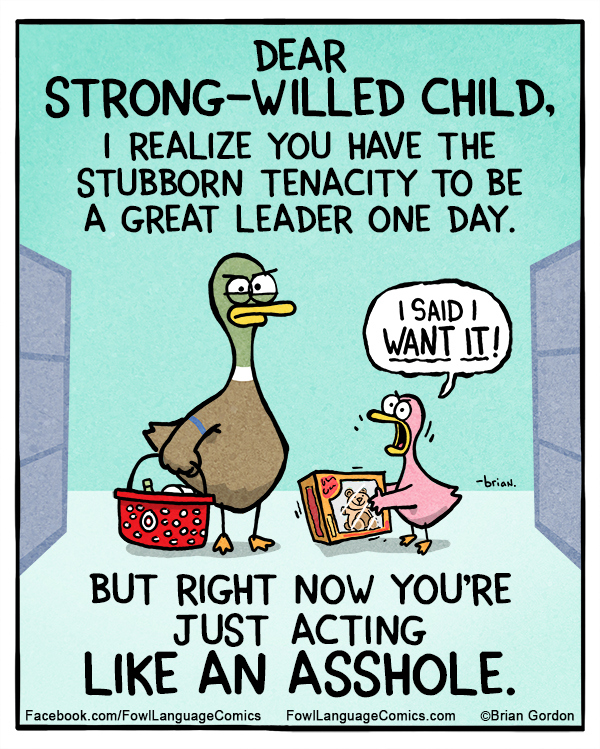 DEAR
STRONG-WILLED CHILD,
I REALIZE YOU HAVE THE
STUBBORN TENACITY TO BE
A GREAT LEADER ONE DAY.
I SAID I
WANT IT!
-brian.
BUT RIGHT NOW YOU'RE
JUST ACTING
LIKE AN ASSHOLE.
Facebook.com/FowlLanguageComics FowlLanguageComics.com ©Brian Gordon